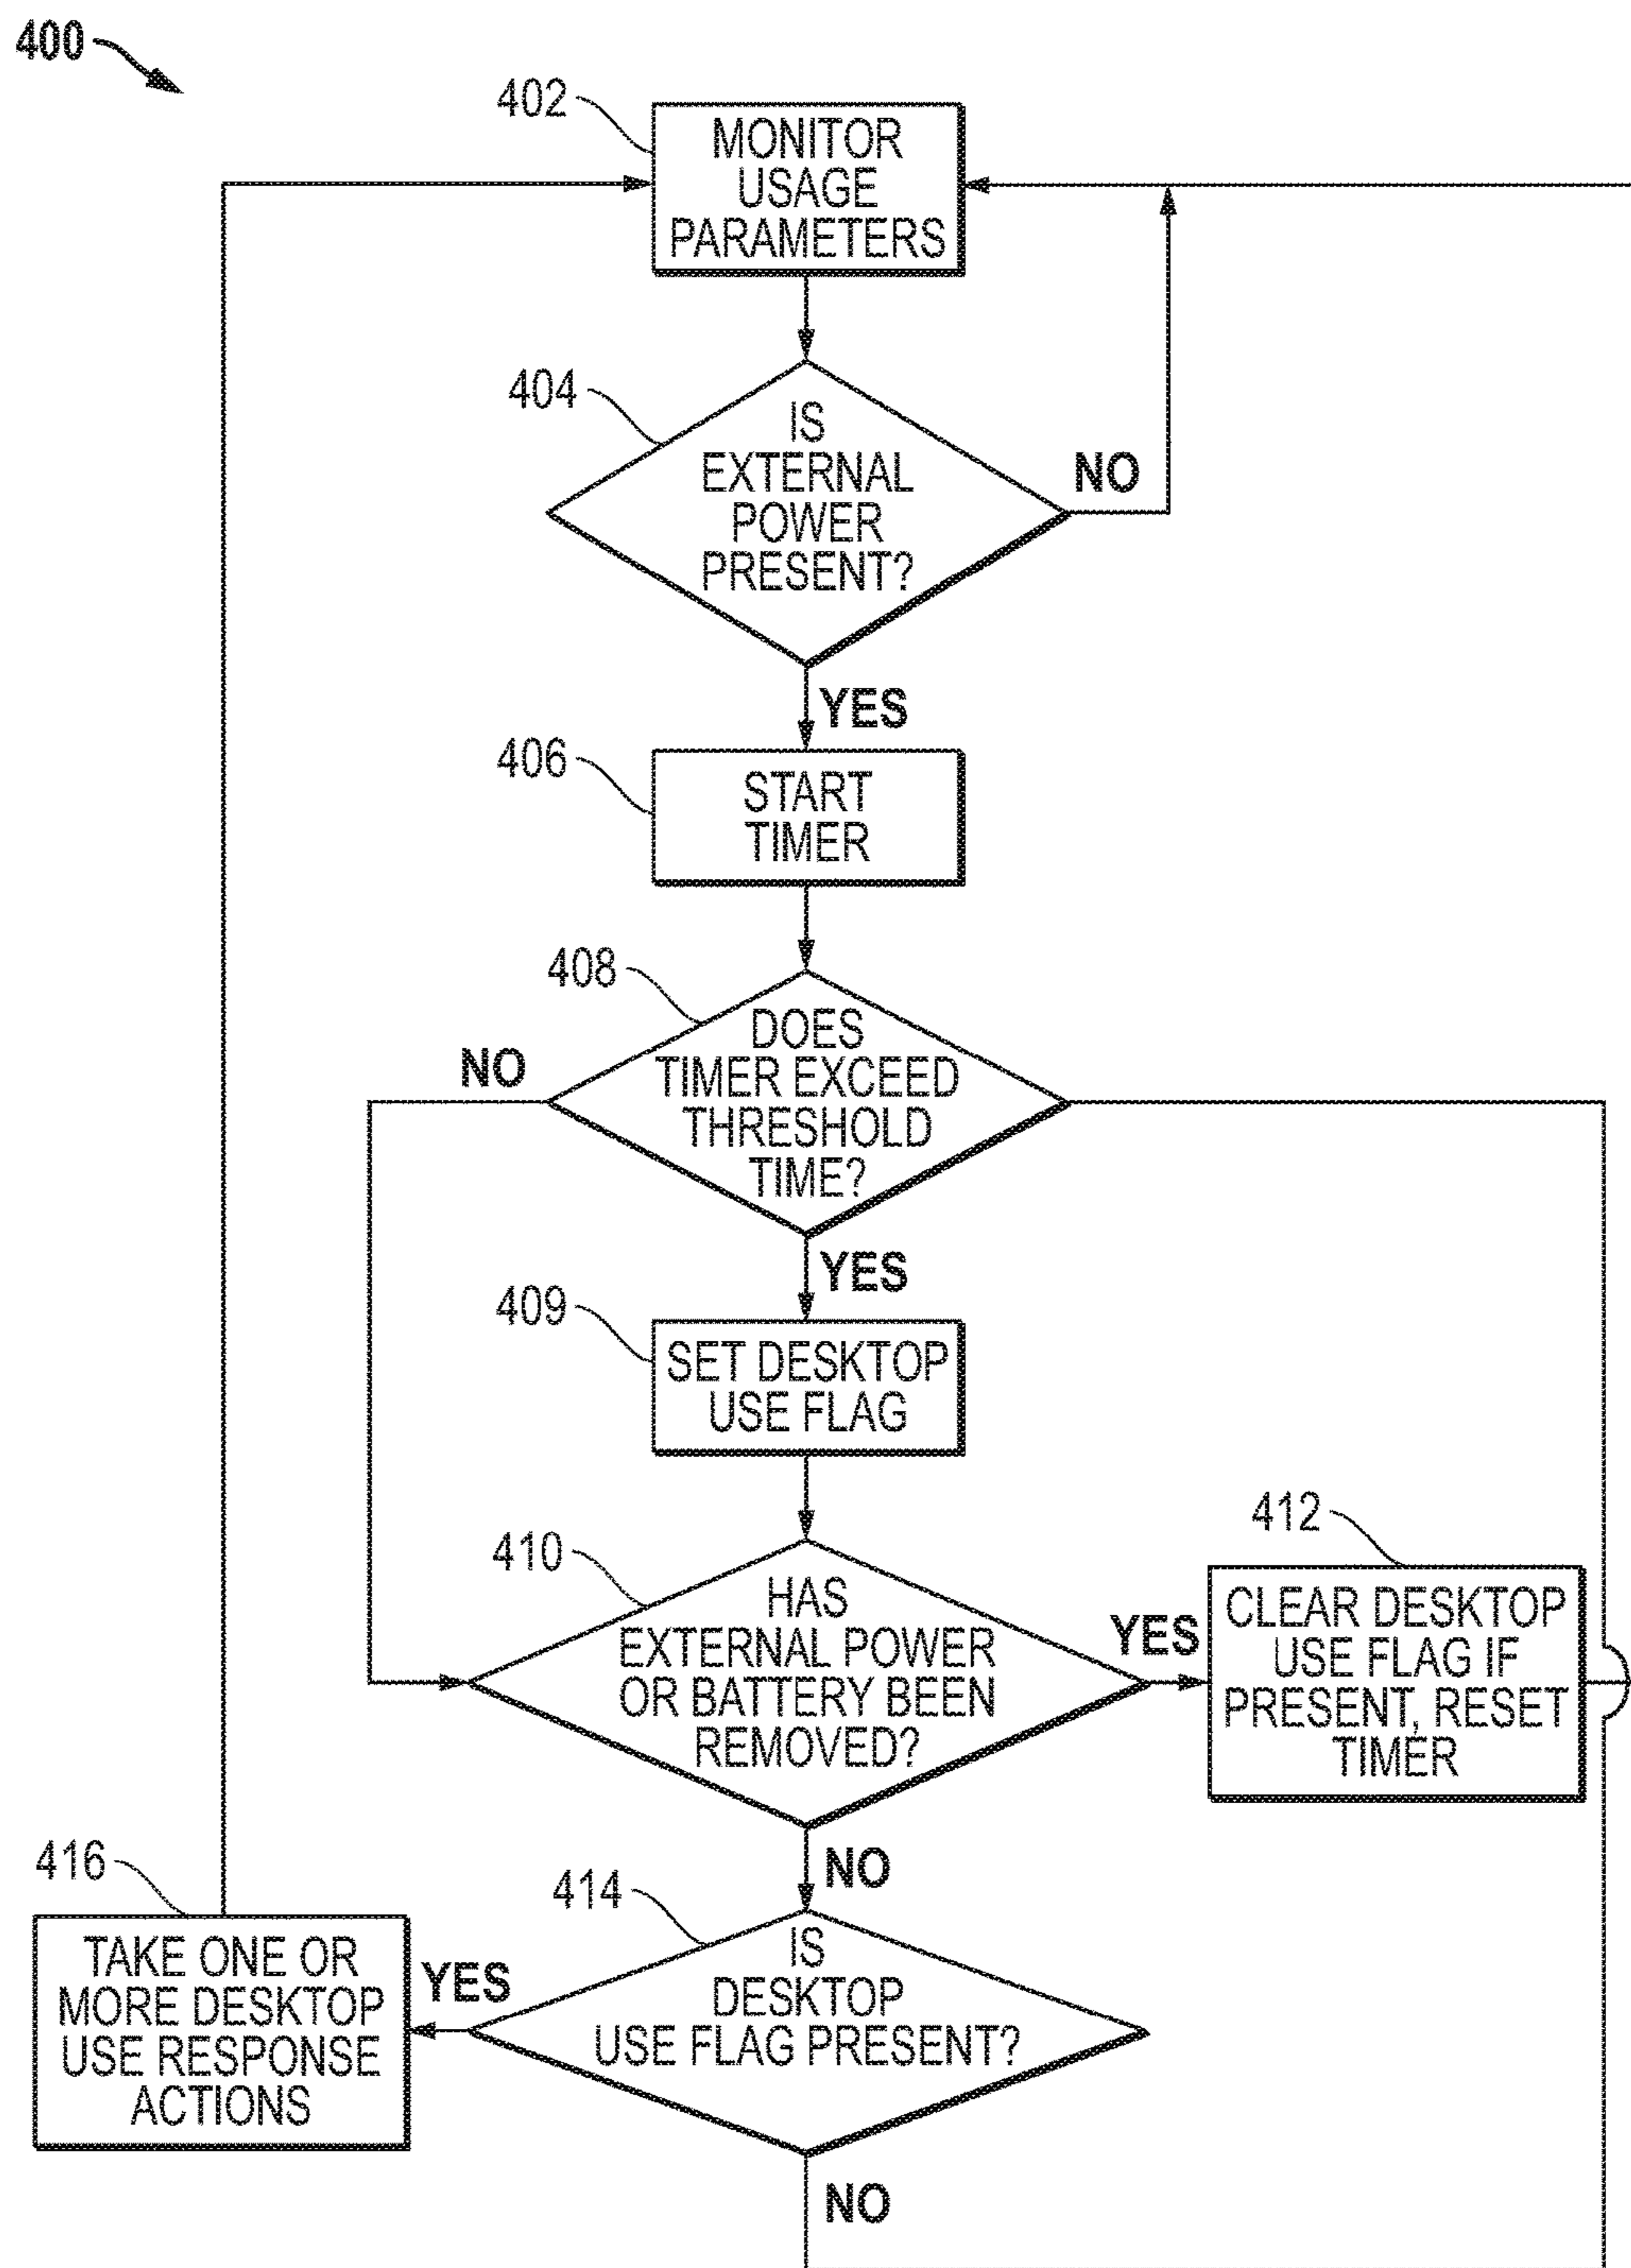 400
402
MONITOR
USAGE
PARAMETERS
404
IS
EXTERNAL
POWER
PRESENT?
NO
YES
406
START
TIMER
408
DOES
TIMER EXCEED
THRESHOLD
TIME?
NO
YES
409
SET DESKTOP
USE FLAG
410
HAS
EXTERNAL POWER
OR BATTERY BEEN
REMOVED?
YES
412
CLEAR DESKTOP
USE FLAG IF
PRESENT, RESET
TIMER
NO
414
IS
DESKTOP
USE FLAG PRESENT?
YES
416
TAKE ONE OR
MORE DESKTOP
USE RESPONSE
ACTIONS
NO